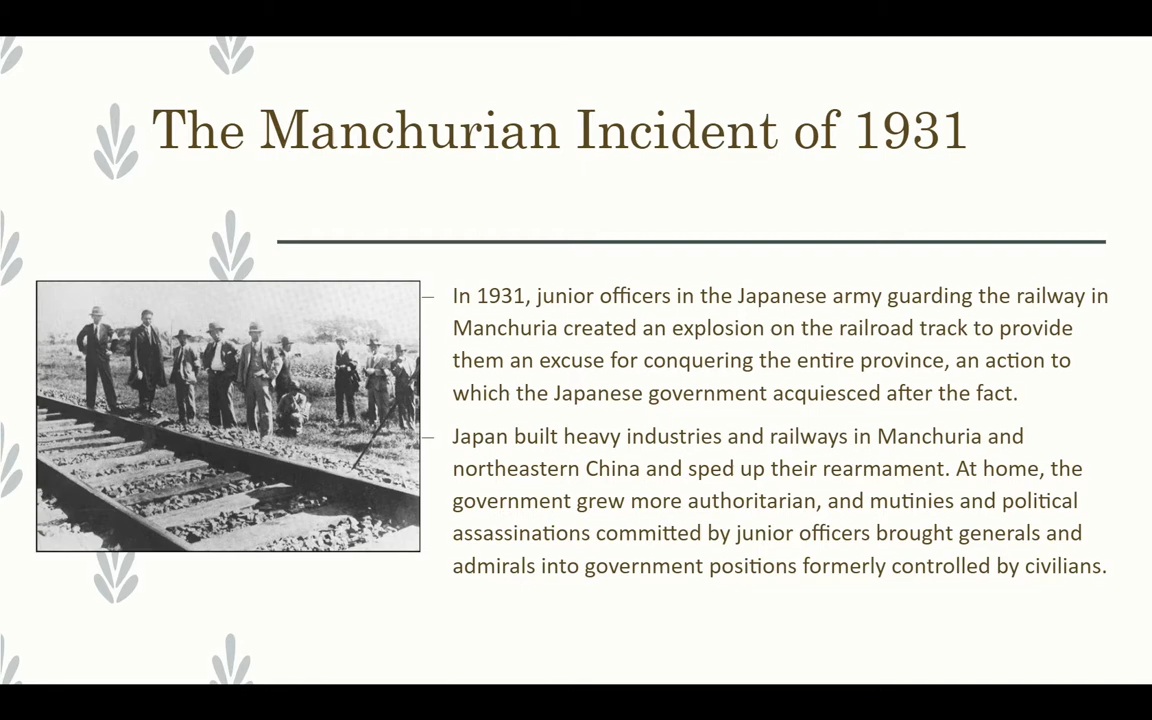 The Manchurian Incident of 1931
– In 1931, junior officers in the Japanese army guarding the railway in
Manchuria created an explosion on the railroad track to provide
them an excuse for conquering the entire province, an action to
which the Japanese government acquiesced after the fact.
– Japan built heavy industries and railways in Manchuria and
northeastern China and sped up their rearmament. At home, the
government grew more authoritarian, and mutinies and political
assassinations committed by junior officers brought generals and
admirals into government positions formerly controlled by civilians.